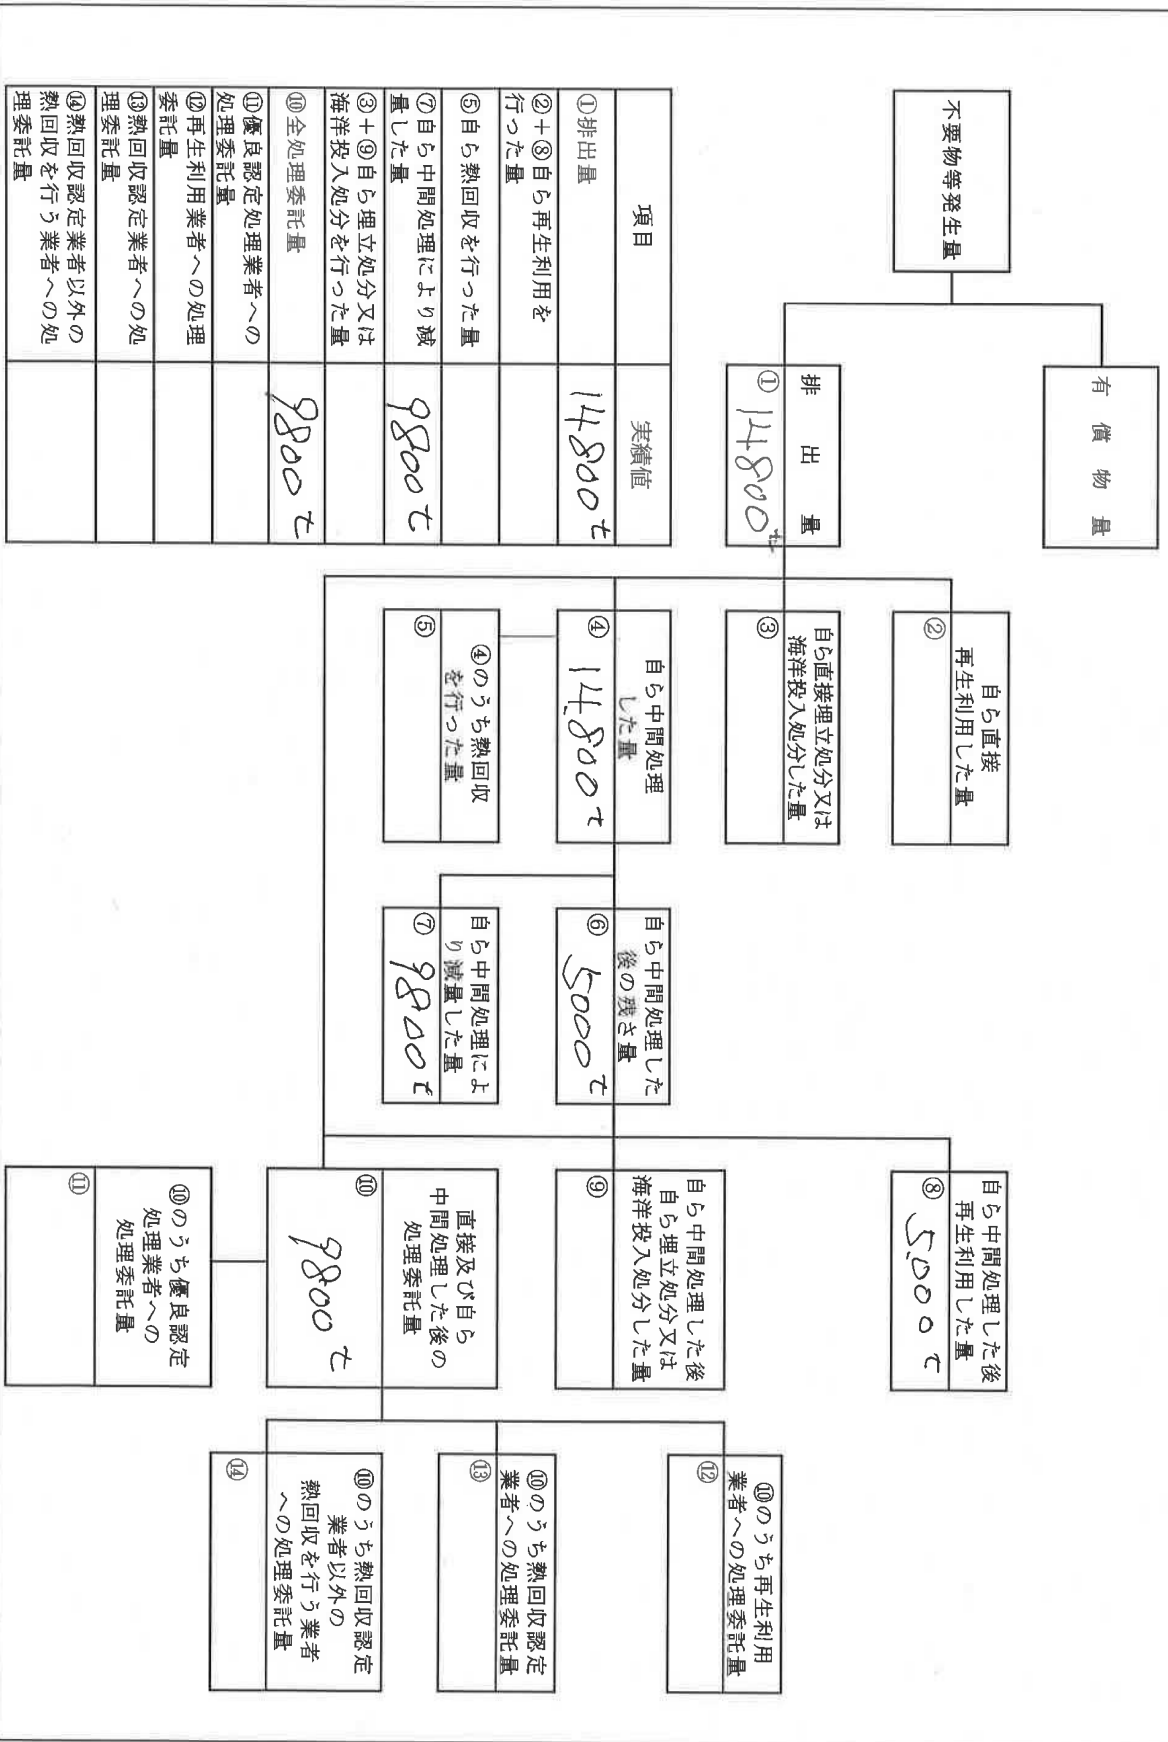 有償物量
不要物等発生量
排出量
① 14800t
自ら直接
再生利用した量
②
自ら直接埋立処分又は
海洋投入処分した量
③
自ら中間処理
した量
④ 14800t
④のうち熱回収
を行った量
⑤
自ら中間処理した
後の残さ量
⑥ 5000t
自ら中間処理によ
り減量した量
⑦ 9800t
自ら中間処理した後
再生利用した量
⑧ 5000t
自ら中間処理した後
自ら埋立処分又は
海洋投入処分した量
⑨
直接及び自ら
中間処理した後の
処理委託量
⑩ 9800t
⑩のうち優良認定
処理業者への
処理委託量
⑪
⑩のうち再生利用
業者への処理委託量
⑫
⑩のうち熱回収認定
業者への処理委託量
⑬
⑩のうち熱回収認定
業者以外の
熱回収を行う業者
への処理委託量
⑭
項目 実績値
①排出量 14800t
②+⑧自ら再生利用を
行った量
⑤自ら熱回収を行った量
⑦自ら中間処理により減
量した量 9800t
③+⑨自ら埋立処分又は
海洋投入処分を行った量
⑩全処理委託量 9800t
⑪優良認定処理業者への
処理委託量
⑫再生利用業者への処理
委託量
⑬熱回収認定業者への処
理委託量
⑭熱回収認定業者以外の
熱回収を行う業者への処
理委託量